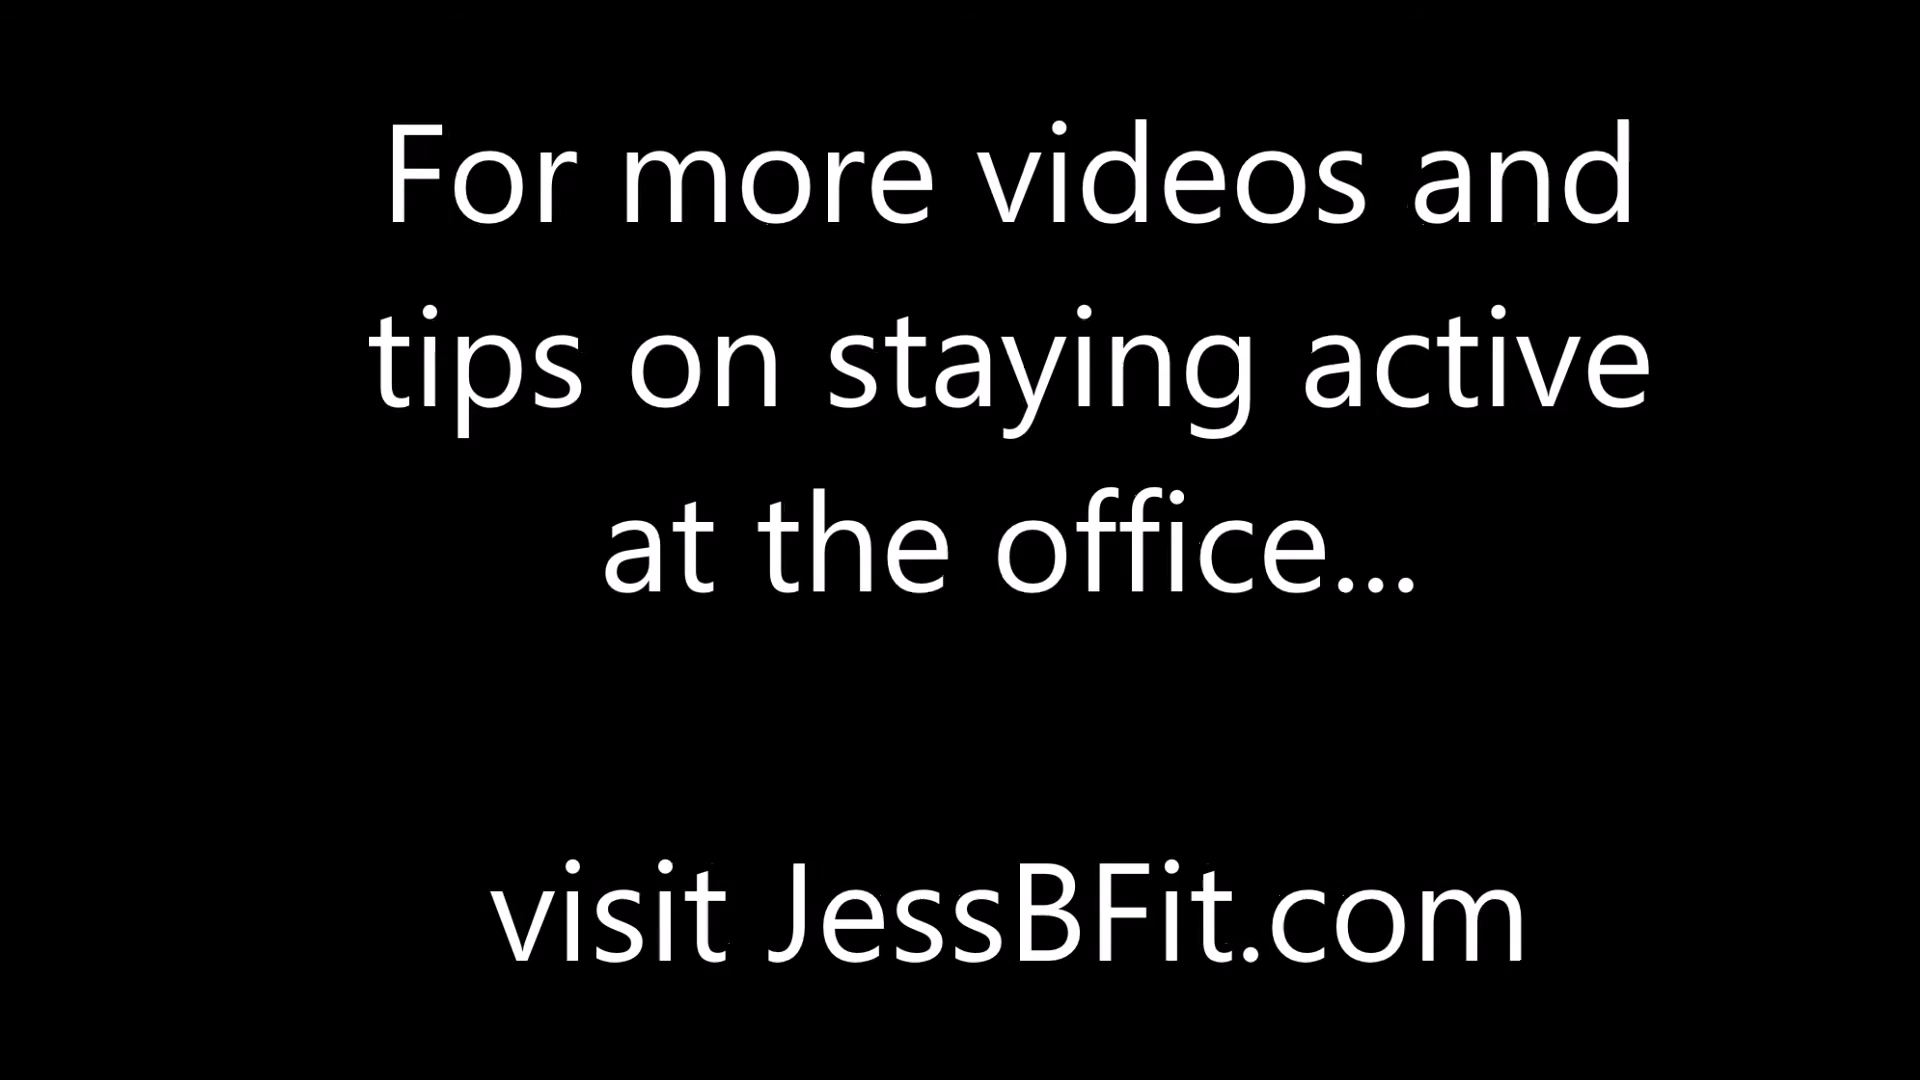 For more videos and
tips on staying active
at the office...
visit JessBFit.com